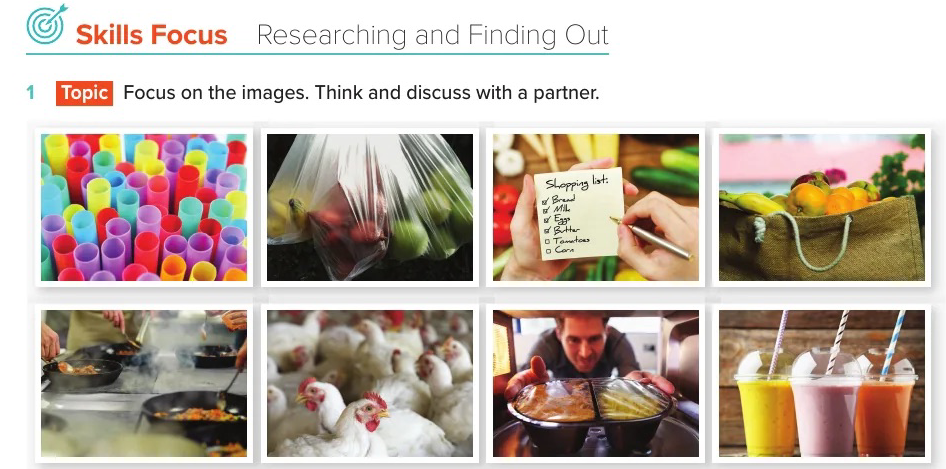 Skills Focus Researching and Finding Out
1 Topic Focus on the images. Think and discuss with a partner.
Shopping list:
Bread
Milk
Eggs
Butter
Tomatoes
Corn